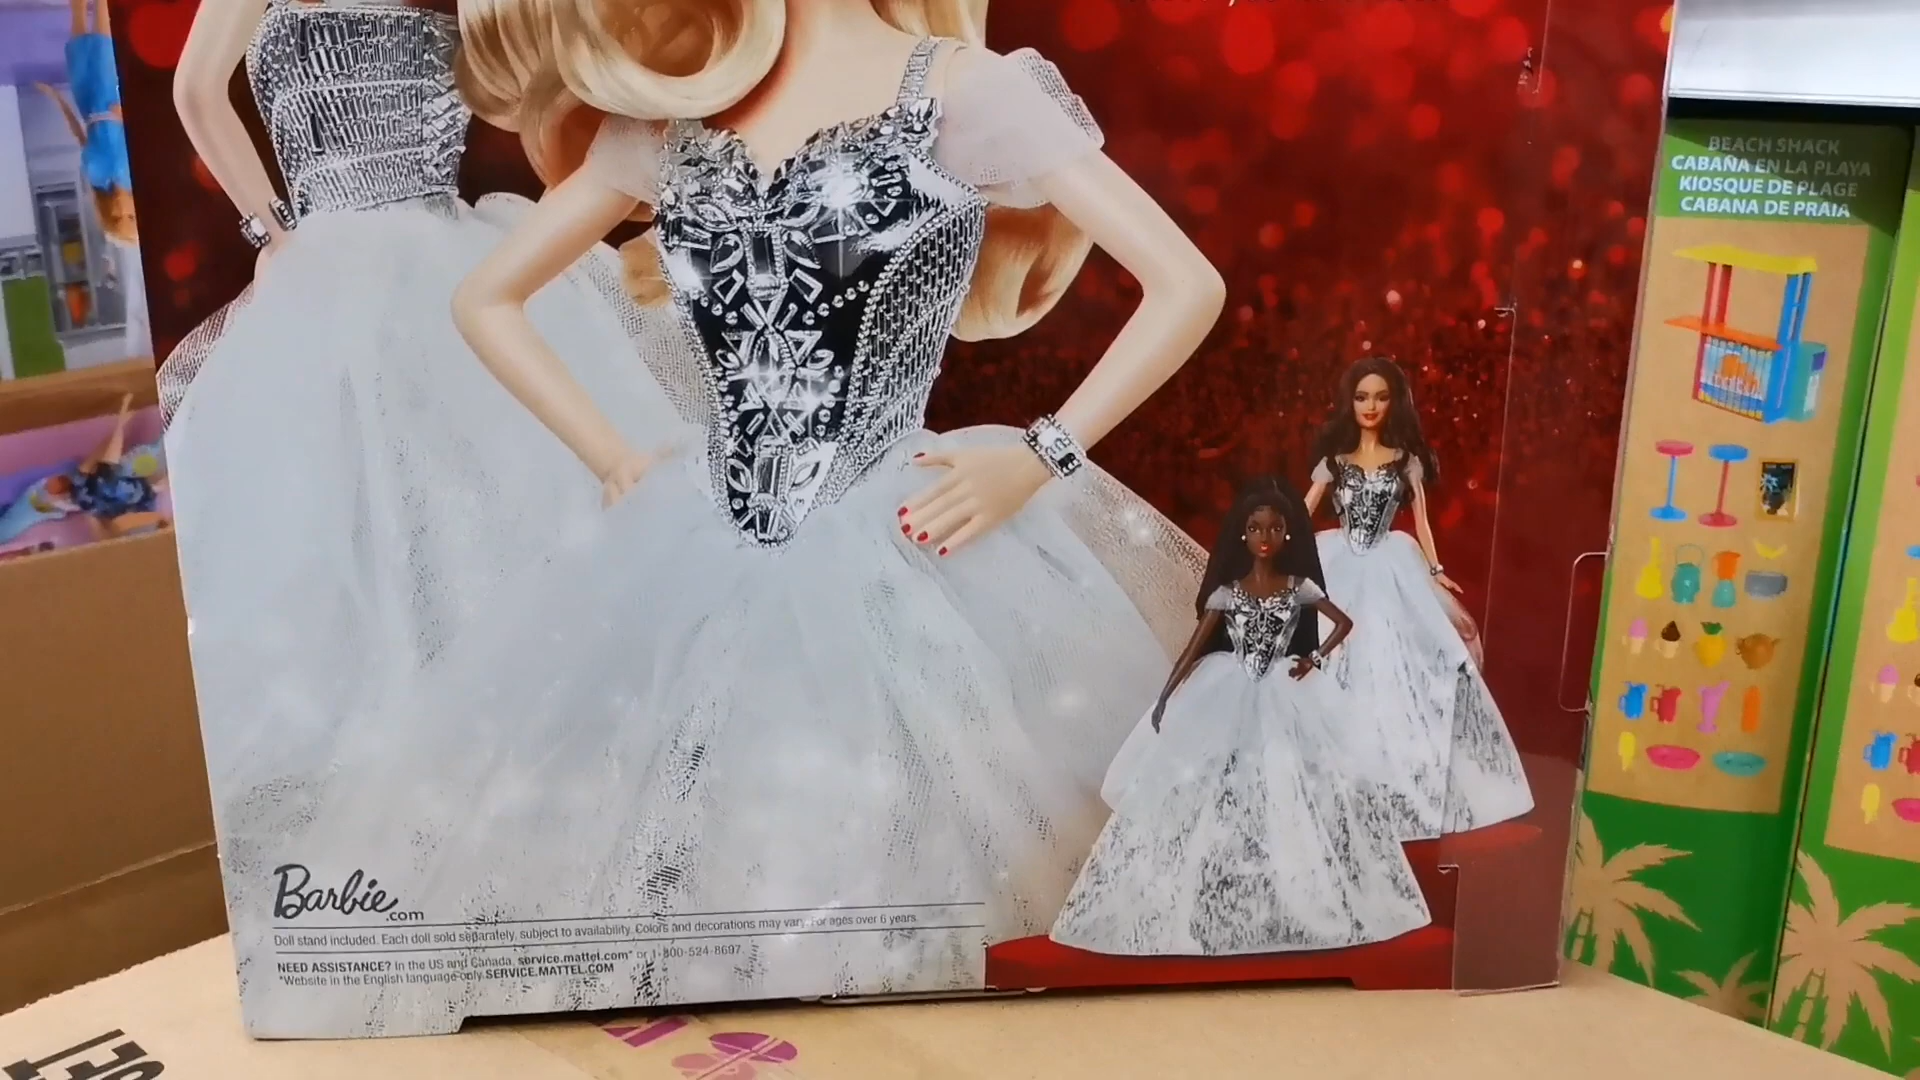 BEACH SHACK
CABAÑA EN LA PLAYA
KIOSQUE DE PLAGE
CABANA DE PRAIA
Barbie.com
Doll stand included. Each doll sold separately, subject to availability. Colors and decorations may vary. For ages over 6 years.
NEED ASSISTANCE? In the US and Canada, service.mattel.com* or 1-800-524-8697.
*Website in the English language only. SERVICE.MATTEL.COM